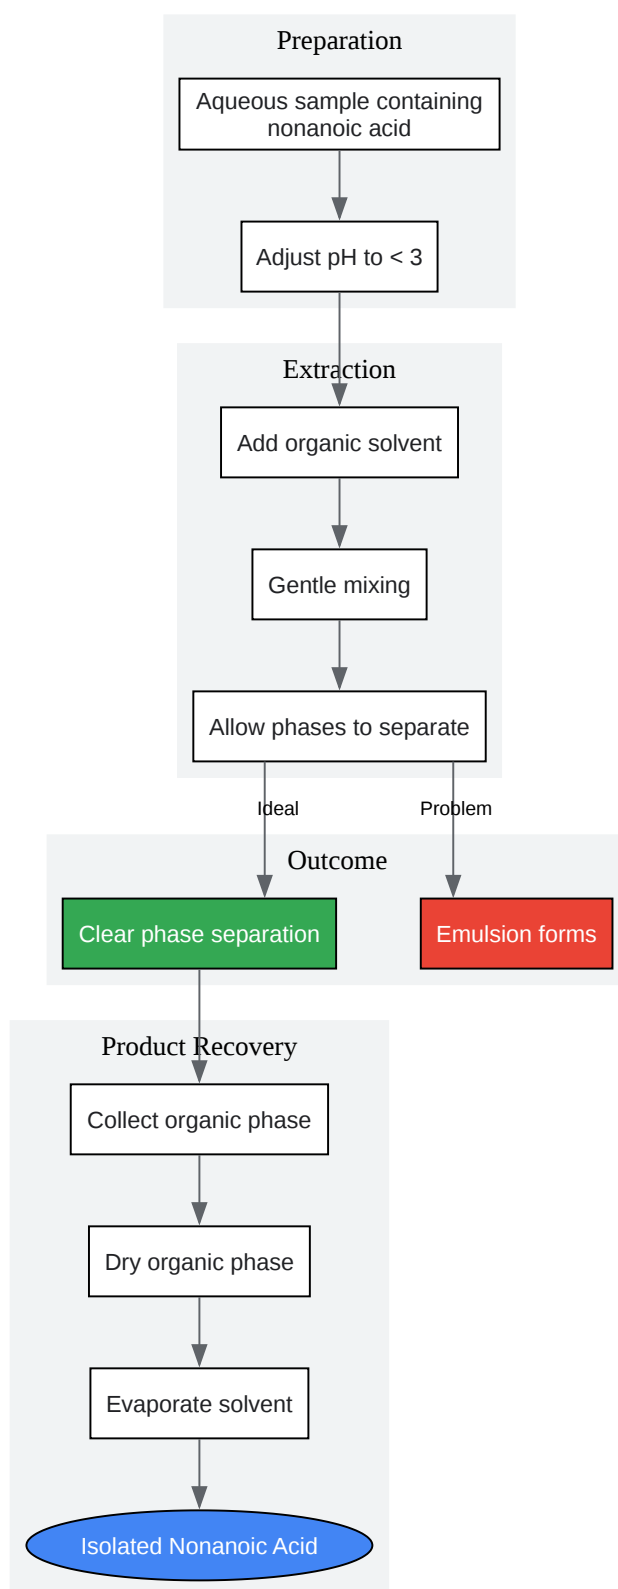 Preparation
Aqueous sample containing
nonanoic acid
Adjust pH to < 3
Extraction
Add organic solvent
Gentle mixing
Allow phases to separate
Ideal
Problem
Outcome
Clear phase separation
Emulsion forms
Product Recovery
Collect organic phase
Dry organic phase
Evaporate solvent
Isolated Nonanoic Acid